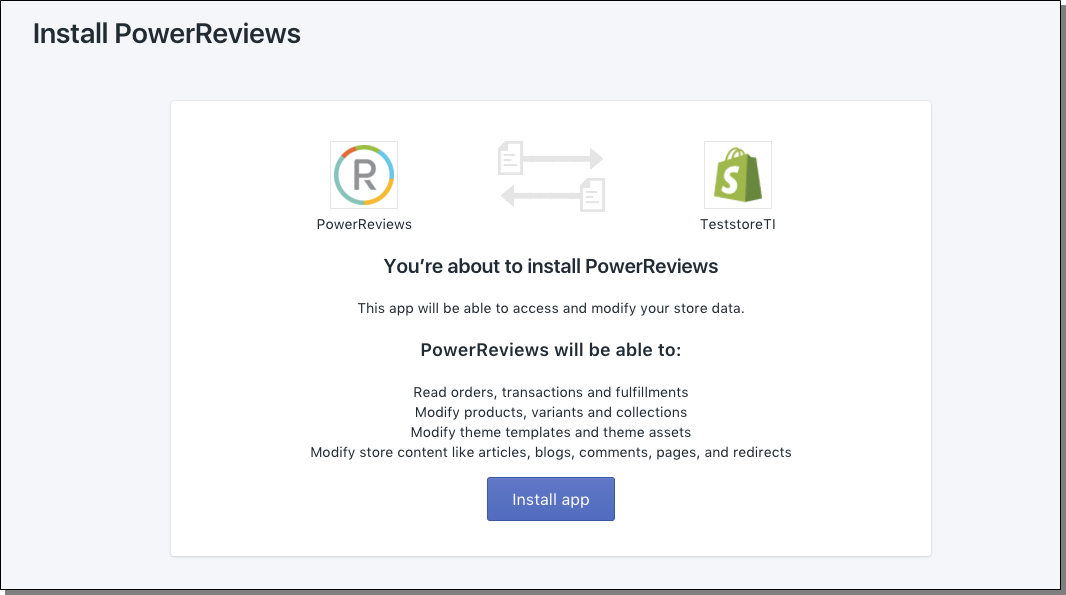 Install PowerReviews
R
S
PowerReviews
TeststoreTI
You’re about to install PowerReviews
This app will be able to access and modify your store data.
PowerReviews will be able to:
Read orders, transactions and fulfillments
Modify products, variants and collections
Modify theme templates and theme assets
Modify store content like articles, blogs, comments, pages, and redirects
Install app